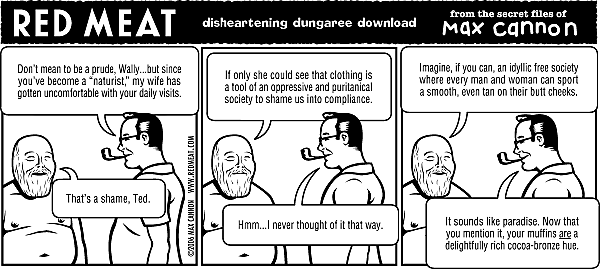 RED MEAT
disheartening dungaree download
from the secret files of
Max cannon
Don't mean to be a prude, Wally...but since
you've become a "naturist," my wife has
gotten uncomfortable with your daily visits.
That's a shame, Ted.
©2006 MAX CANNON WWW.REDMEAT.COM
If only she could see that clothing is
a tool of an oppressive and puritanical
society to shame us into compliance.
Hmm...I never thought of it that way.
Imagine, if you can, an idyllic free society
where every man and woman can sport
a smooth, even tan on their butt cheeks.
It sounds like paradise. Now that
you mention it, your muffins are a
delightfully rich cocoa-bronze hue.